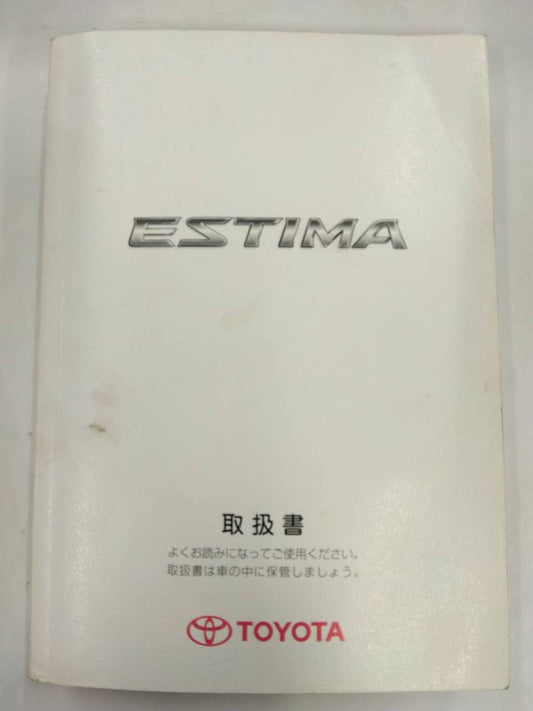 ESTIMA
取扱書
よくお読みになってご使用ください。
取扱書は車の中に保管しましょう。
TOYOTA